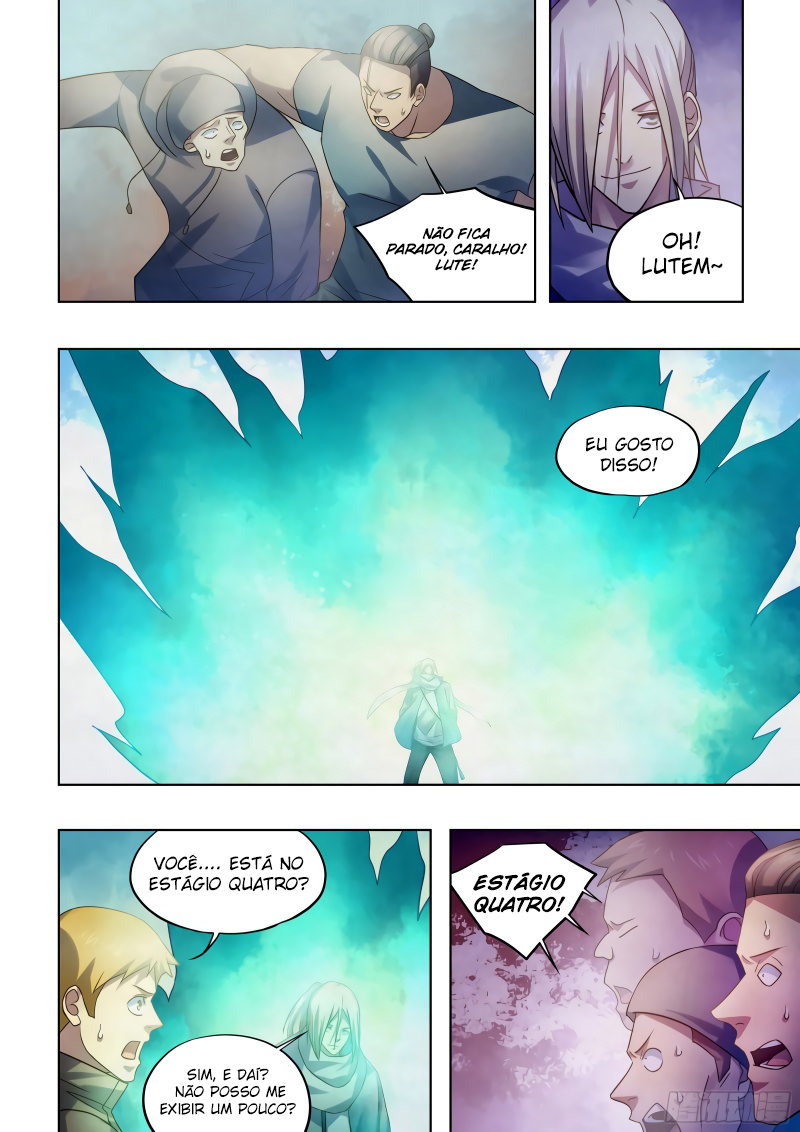 NÃO FICA
PARADO, CARALHO!
LUTE!
OH!
LUTEM~
EU GOSTO
DISSO!
VOCÊ.... ESTÁ NO
ESTÁGIO QUATRO?
ESTÁGIO
QUATRO!
SIM, E DAÍ?
NÃO POSSO ME
EXIBIR UM POUCO?